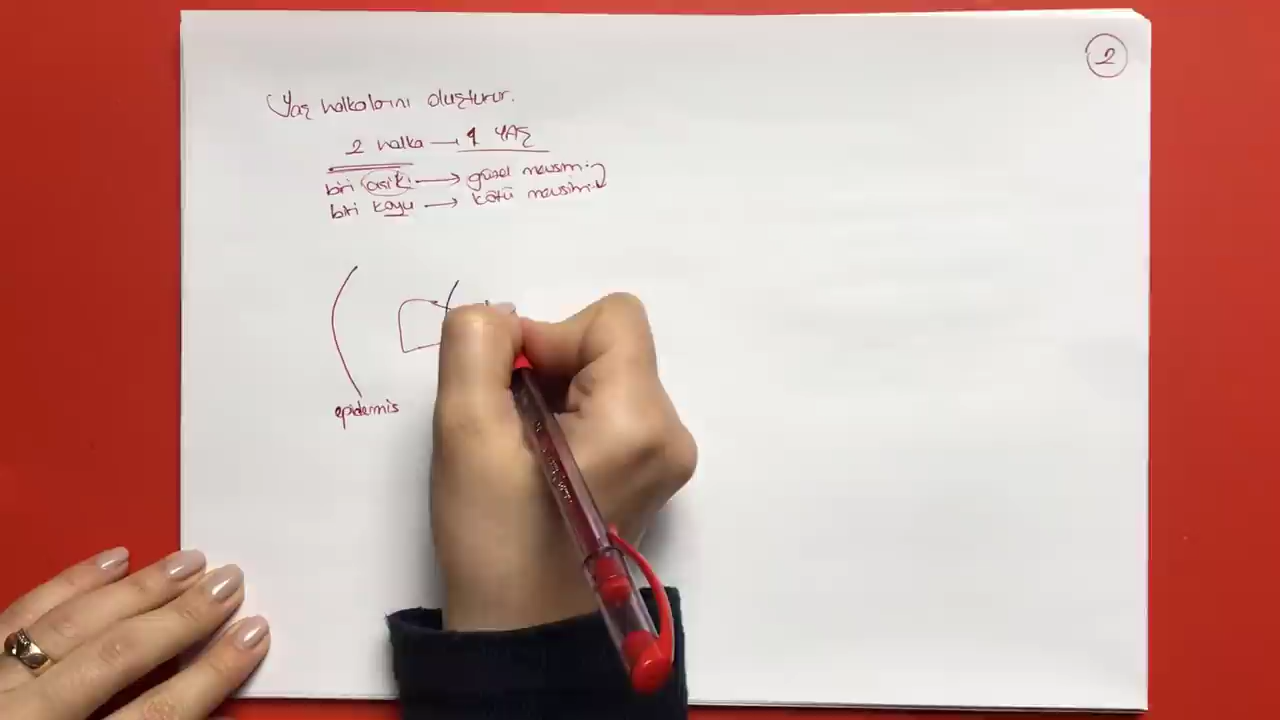 2
Yaş halkalarını oluşturur.
2 halka → 1 YAŞ
biri açık → güzel mevsim
biri koyu → kötü mevsim
epidermis